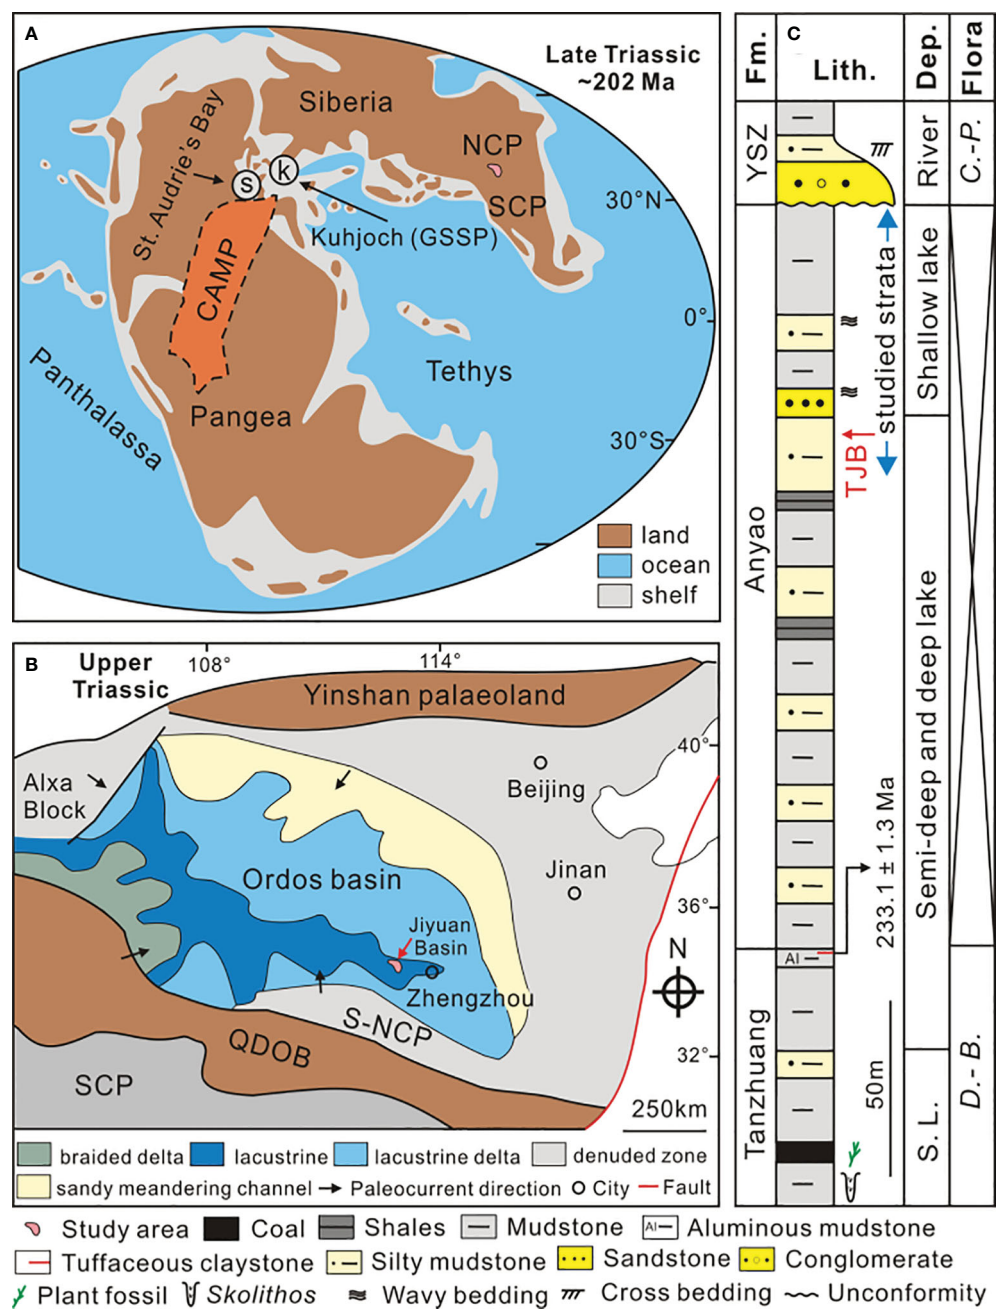 A
Late Triassic
~202 Ma
Siberia
NCP
St. Audrie's Bay
s
k
SCP
30°N
Kuhjoch (GSSP)
CAMP
0°
Tethys
Panthalassa
Pangea
30°S
land
ocean
shelf
B
Upper
Triassic
108°
114°
Yinshan palaeoland
40°
Alxa
Block
Beijing
Jinan
Ordos basin
36°
Jiyuan
Basin
N
Zhengzhou
S-NCP
QDOB
32°
SCP
250km
braided delta
lacustrine
lacustrine delta
denuded zone
sandy meandering channel
Paleocurrent direction
City
Fault
C
Fm.
Lith.
Dep.
Flora
YSZ
River
C.-P.
studied strata
Shallow lake
TJB
Anyao
Semi-deep and deep lake
233.1 ± 1.3 Ma
Al
Tanzhuang
50m
S. L.
D.- B.
Study area
Coal
Shales
Mudstone
Al
Aluminous mudstone
Tuffaceous claystone
Silty mudstone
Sandstone
Conglomerate
Plant fossil
Skolithos
Wavy bedding
Cross bedding
Unconformity